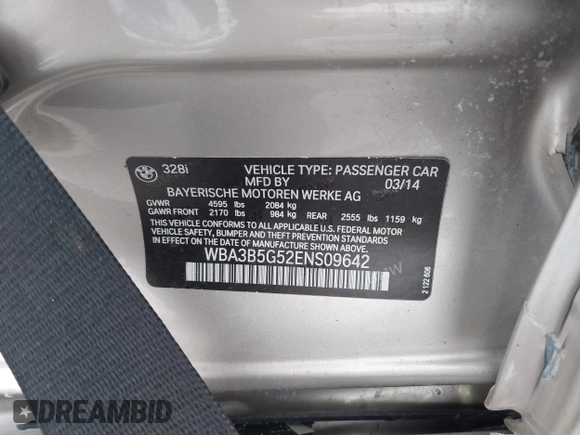 328i VEHICLE TYPE: PASSENGER CAR
MFD BY 03/14
BAYERISCHE MOTOREN WERKE AG
GVWR 4595 lbs 2084 kg
GAWR FRONT 2170 lbs 984 kg REAR 2555 lbs 1159 kg
THIS VEHICLE CONFORMS TO ALL APPLICABLE U.S. FEDERAL MOTOR
VEHICLE SAFETY, BUMPER, AND THEFT PREVENTION STANDARDS
IN EFFECT ON THE DATE OF MANUFACTURE SHOWN ABOVE.
WBA3B5G52ENS09642
2 122 608
DREAMBID